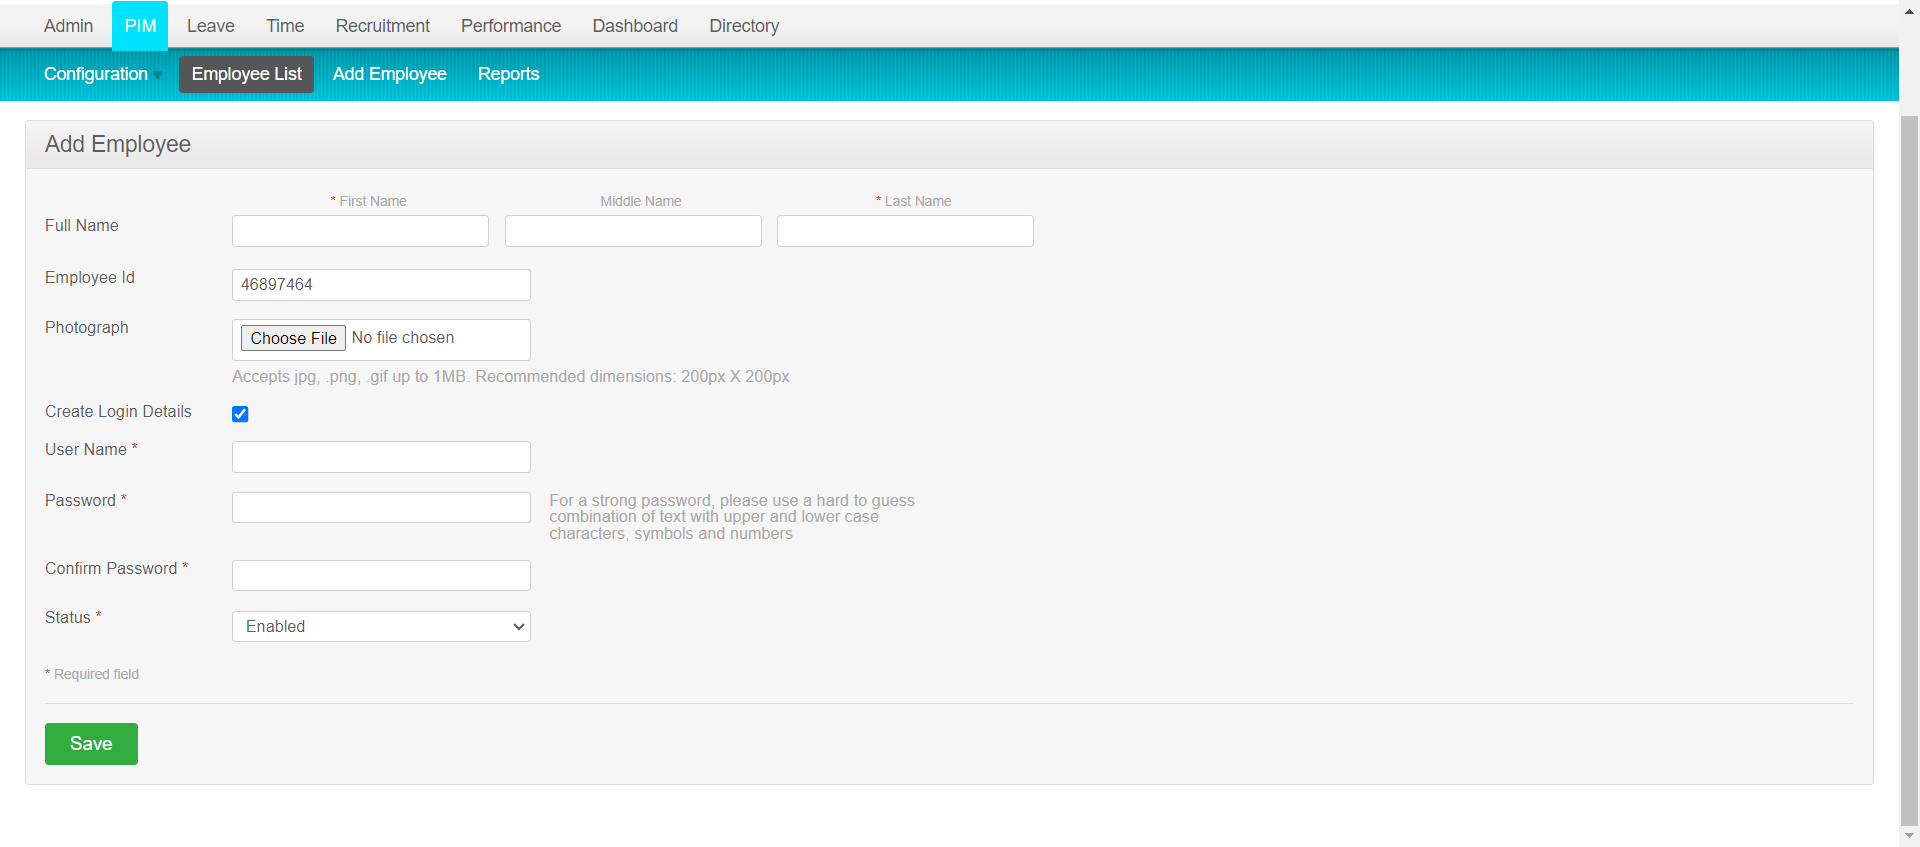 Admin PIM Leave Time Recruitment Performance Dashboard Directory
Configuration Employee List Add Employee Reports
Add Employee
* First Name Middle Name * Last Name
Full Name
Employee Id 46897464
Photograph Choose File No file chosen
Accepts jpg, .png, .gif up to 1MB. Recommended dimensions: 200px X 200px
Create Login Details
User Name *
Password * For a strong password, please use a hard to guess
combination of text with upper and lower case
characters, symbols and numbers
Confirm Password *
Status * Enabled
* Required field
Save